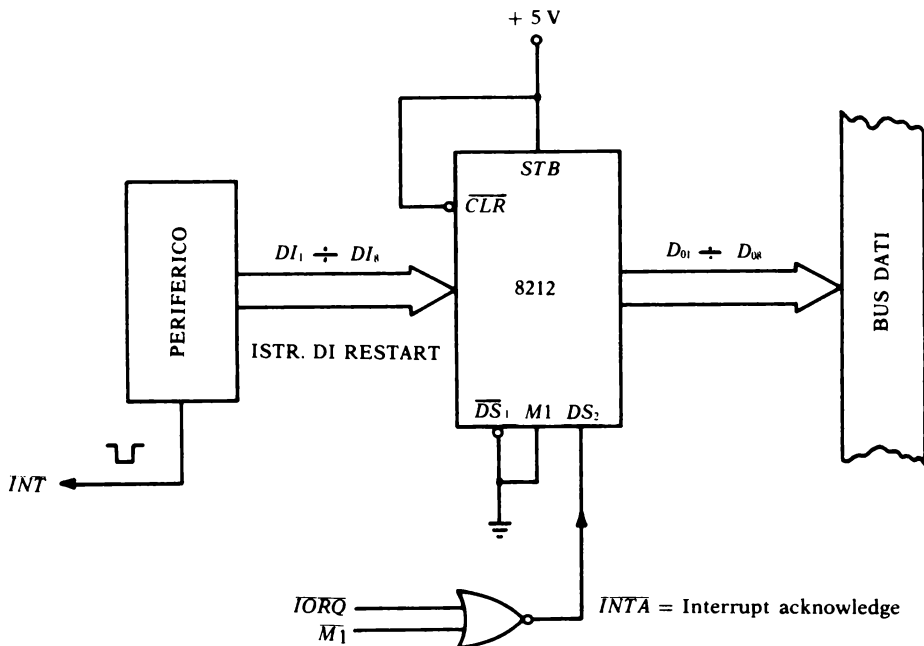 + 5 V
STB
CLR
PERIFERICO
DI₁ ÷ DI₈
ISTR. DI RESTART
8212
D₀₁ ÷ D₀₈
BUS DATI
DS₁ M1 DS₂
INT
IORQ
M1
INTA = Interrupt acknowledge